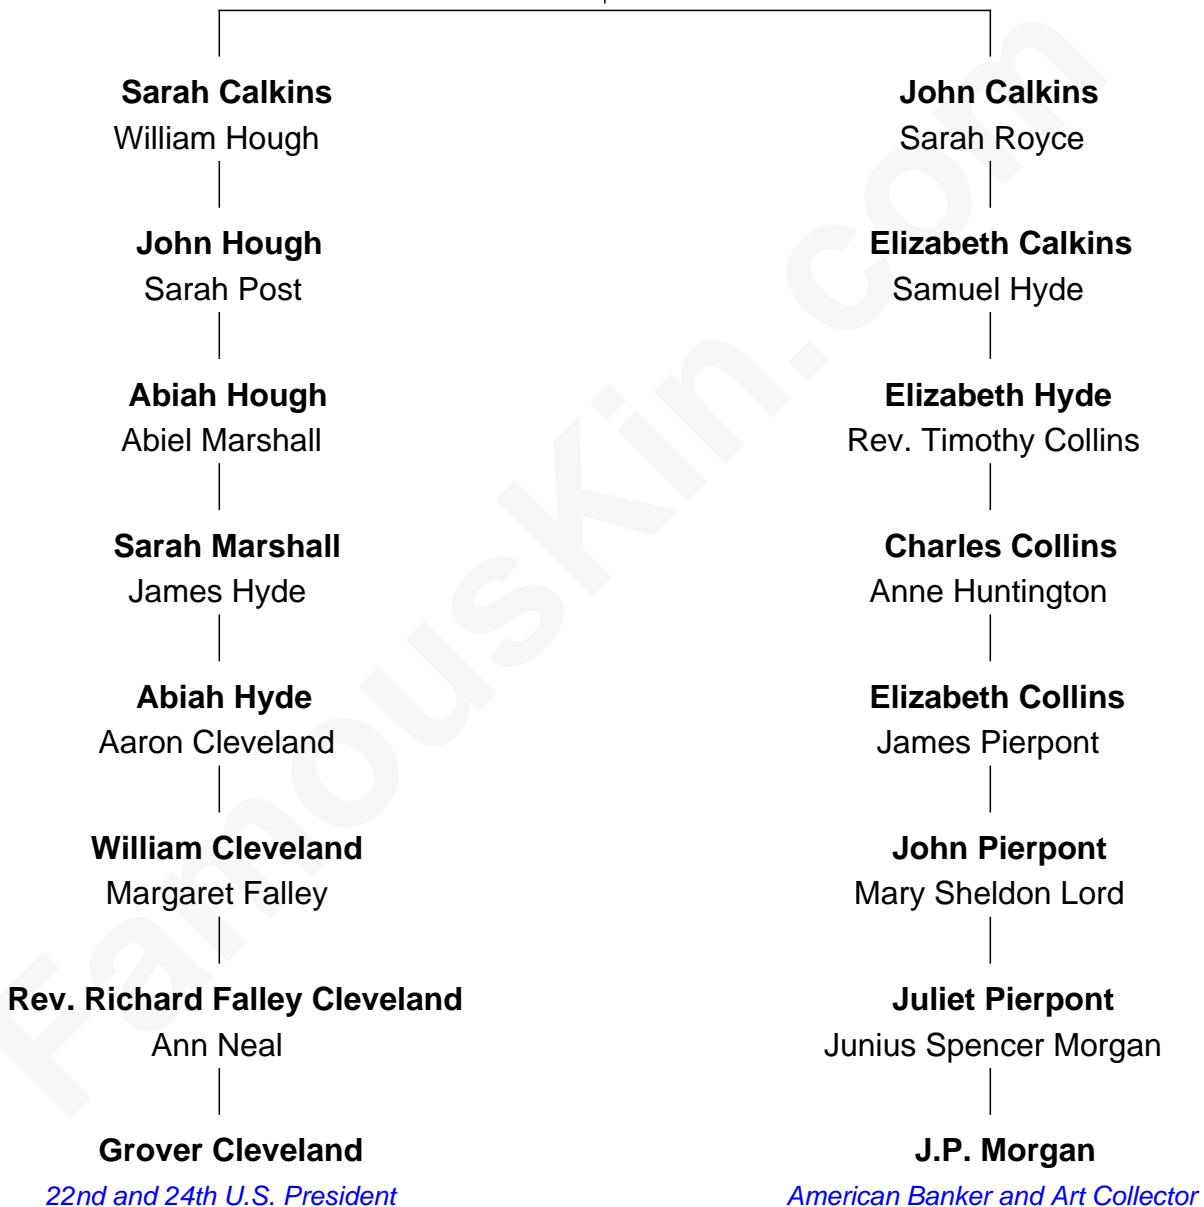 Sarah Calkins
William Hough
John Hough
Sarah Post
Abiah Hough
Abiel Marshall
Sarah Marshall
James Hyde
Abiah Hyde
Aaron Cleveland
William Cleveland
Margaret Falley
Rev. Richard Falley Cleveland
Ann Neal
Grover Cleveland
22nd and 24th U.S. President
John Calkins
Sarah Royce
Elizabeth Calkins
Samuel Hyde
Elizabeth Hyde
Rev. Timothy Collins
Charles Collins
Anne Huntington
Elizabeth Collins
James Pierpont
John Pierpont
Mary Sheldon Lord
Juliet Pierpont
Junius Spencer Morgan
J.P. Morgan
American Banker and Art Collector
FamousKin.com